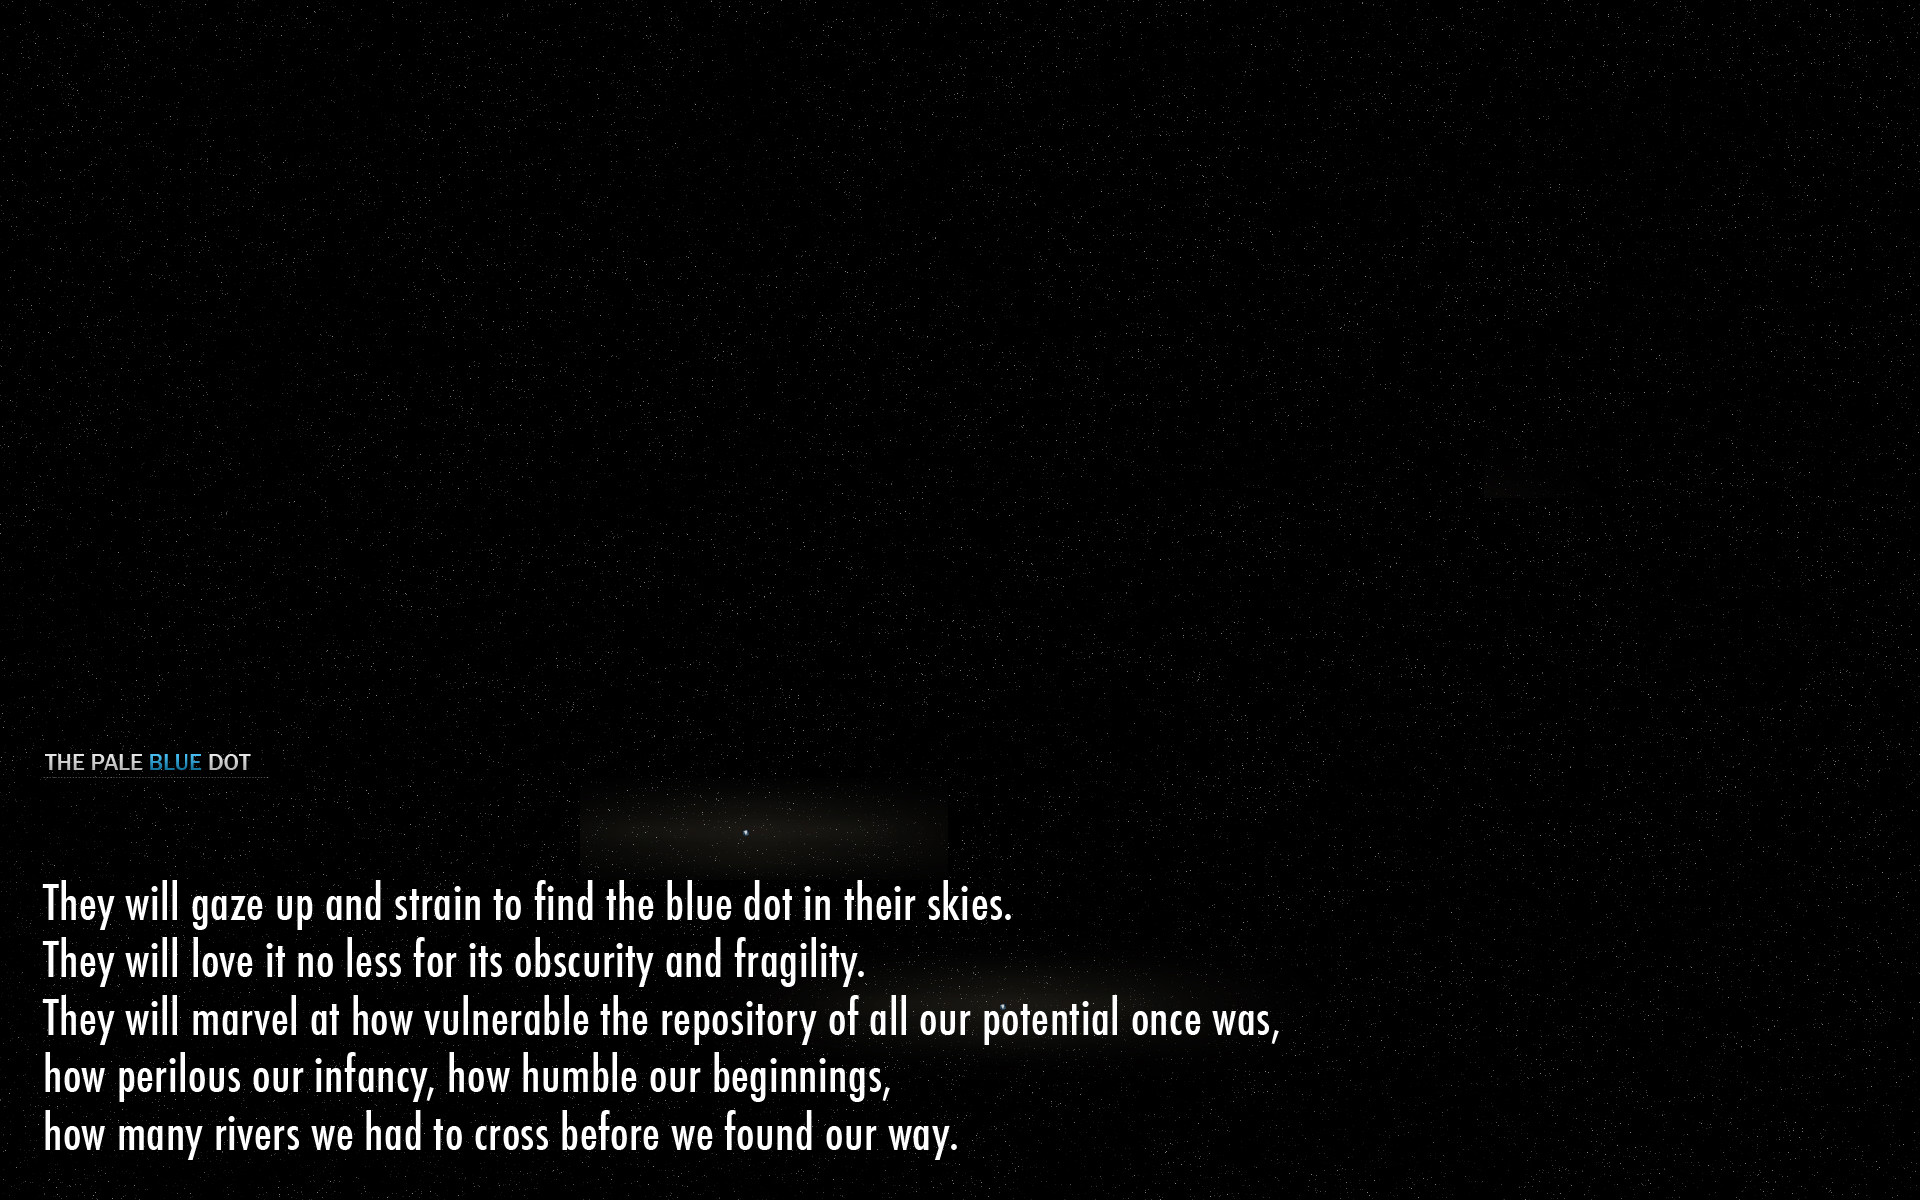 THE PALE BLUE DOT
They will gaze up and strain to find the blue dot in their skies.
They will love it no less for its obscurity and fragility.
They will marvel at how vulnerable the repository of all our potential once was,
how perilous our infancy, how humble our beginnings,
how many rivers we had to cross before we found our way.